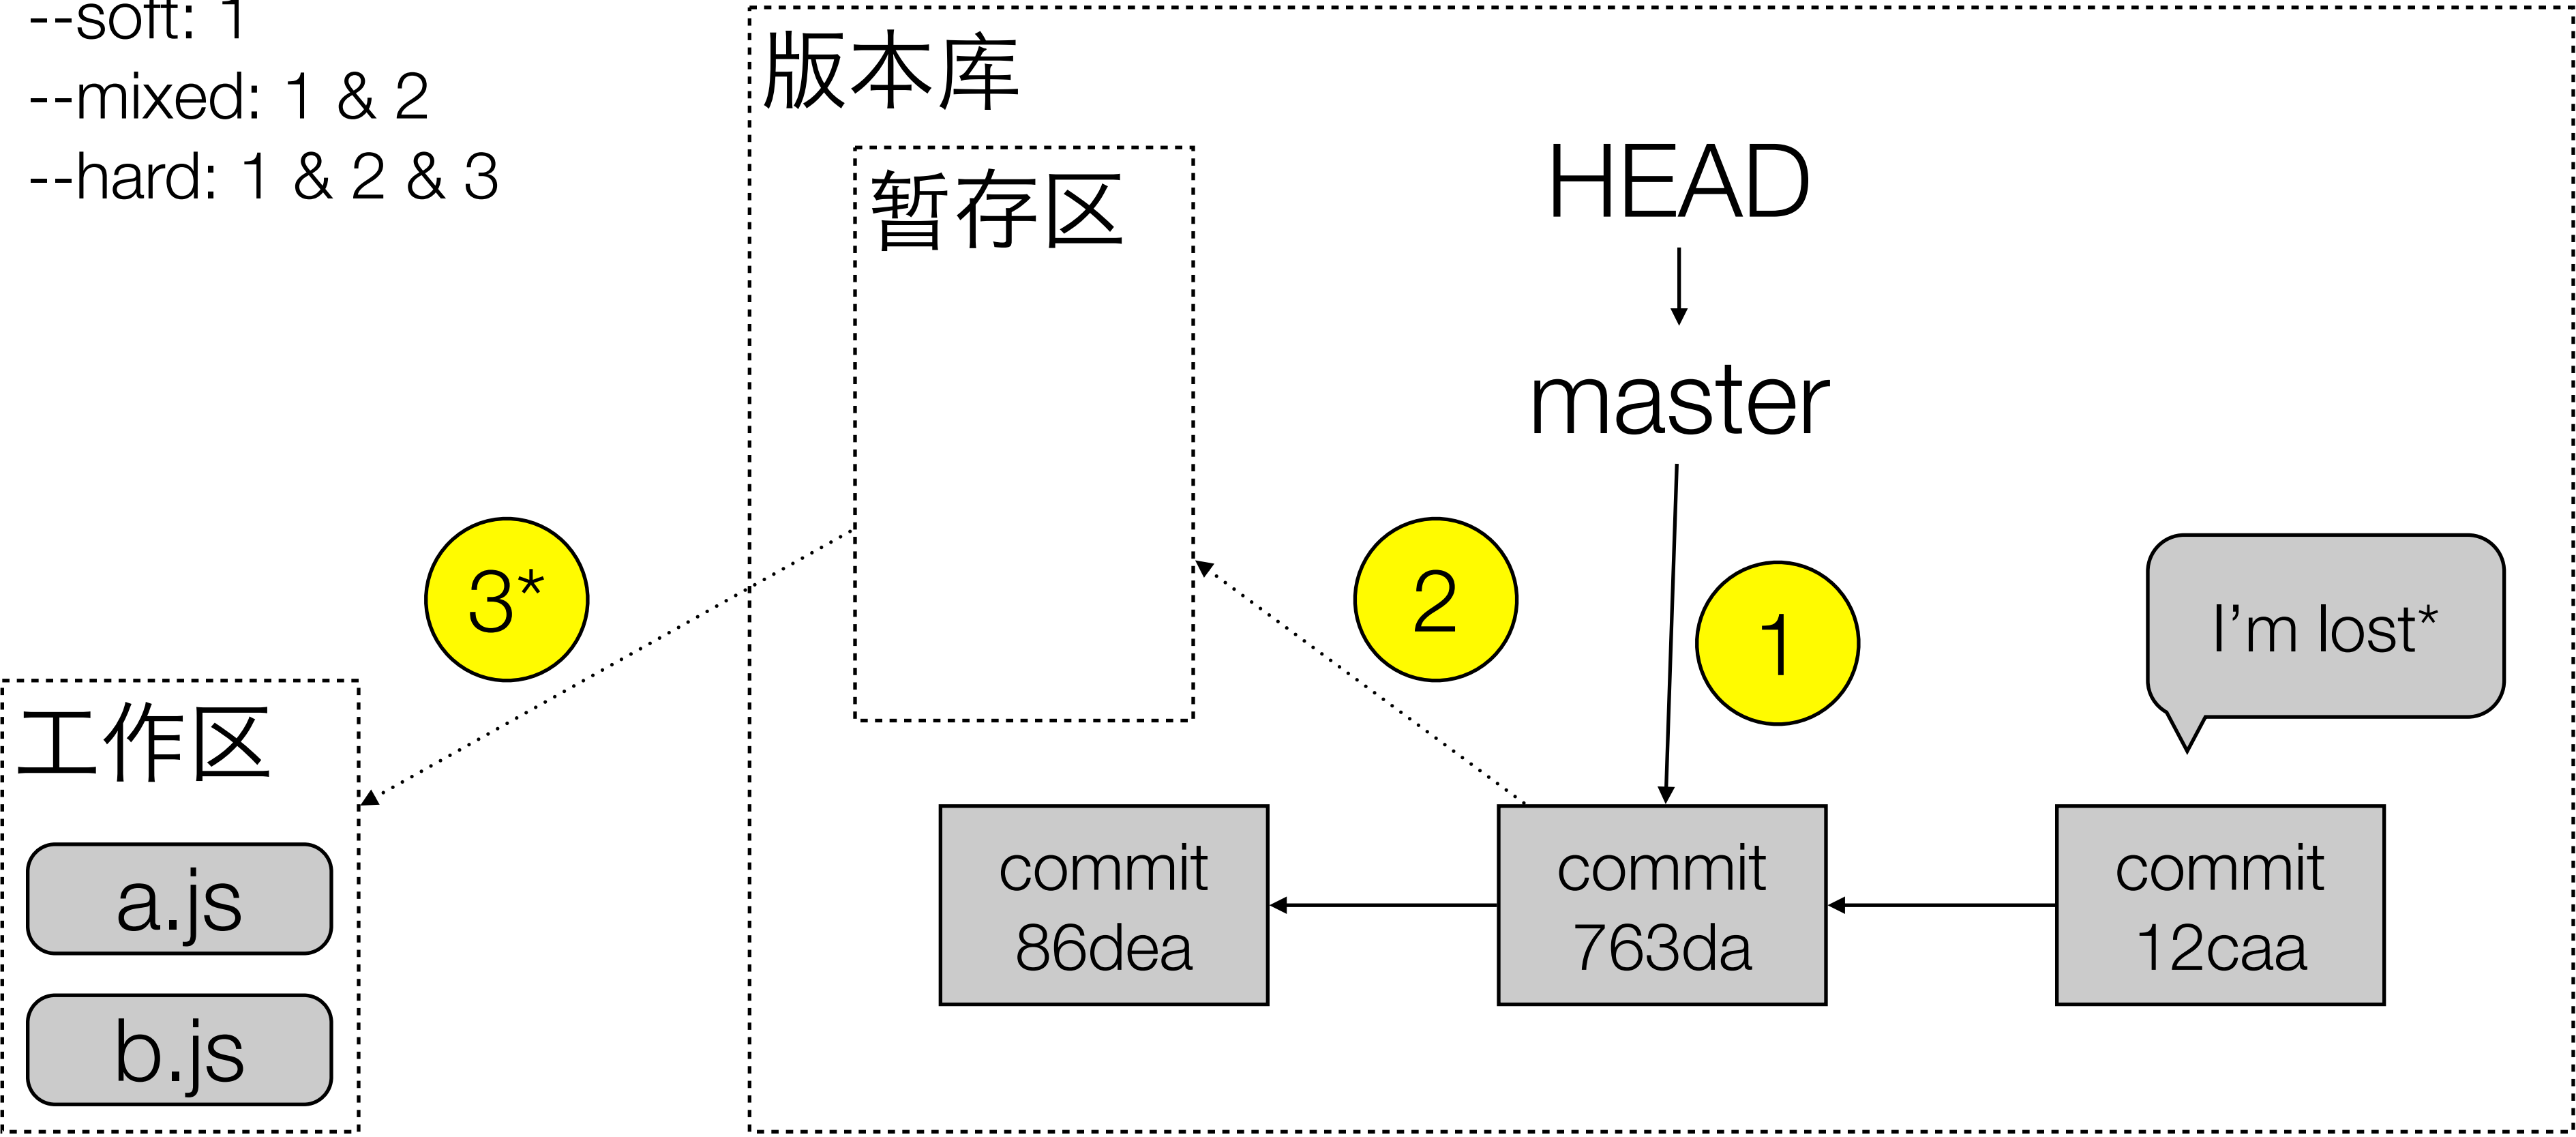 --soft: 1
--mixed: 1 & 2
--hard: 1 & 2 & 3
版本库
暂存区
HEAD
master
3*
2
1
I'm lost*
工作区
a.js
b.js
commit
86dea
commit
763da
commit
12caa